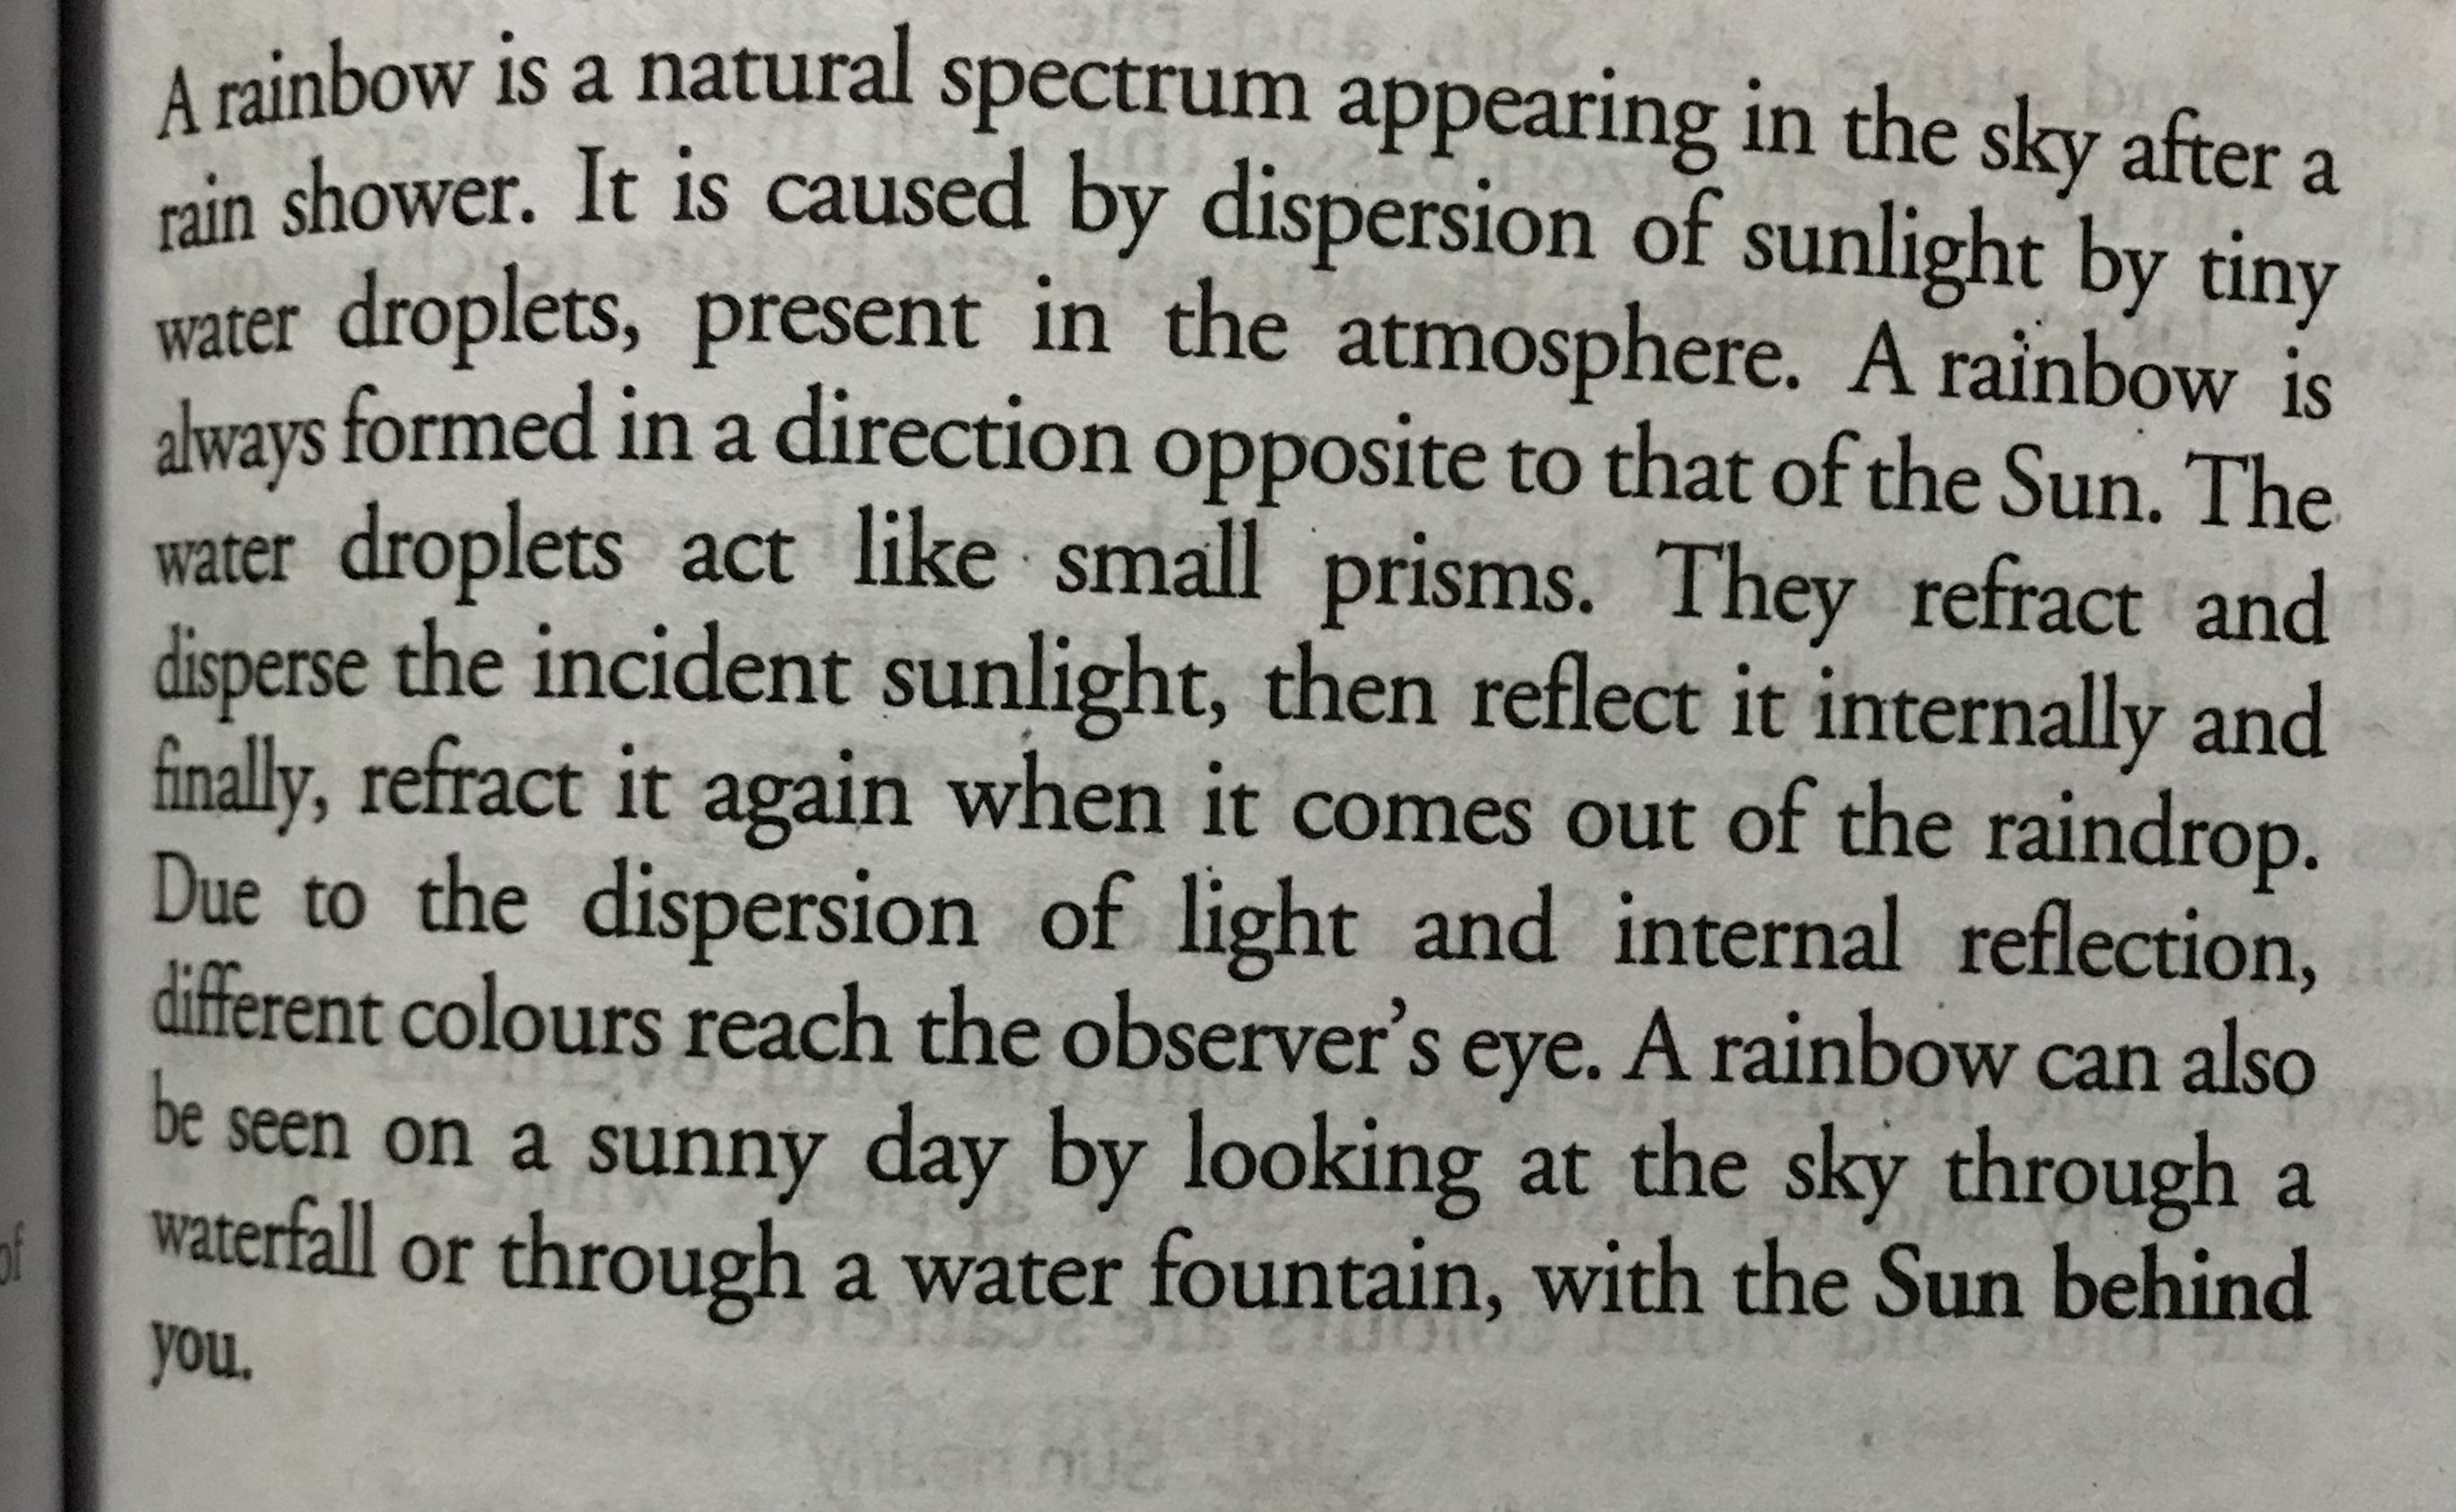 A rainbow is a natural spectrum appearing in the sky after a
rain shower. It is caused by dispersion of sunlight by tiny
water droplets, present in the atmosphere. A rainbow is
always formed in a direction opposite to that of the Sun. The
water droplets act like small prisms. They refract and
disperse the incident sunlight, then reflect it internally and
finally, refract it again when it comes out of the raindrop.
Due to the dispersion of light and internal reflection,
different colours reach the observer's eye. A rainbow can also
be seen on a sunny day by looking at the sky through a
waterfall or through a water fountain, with the Sun behind
you.
of